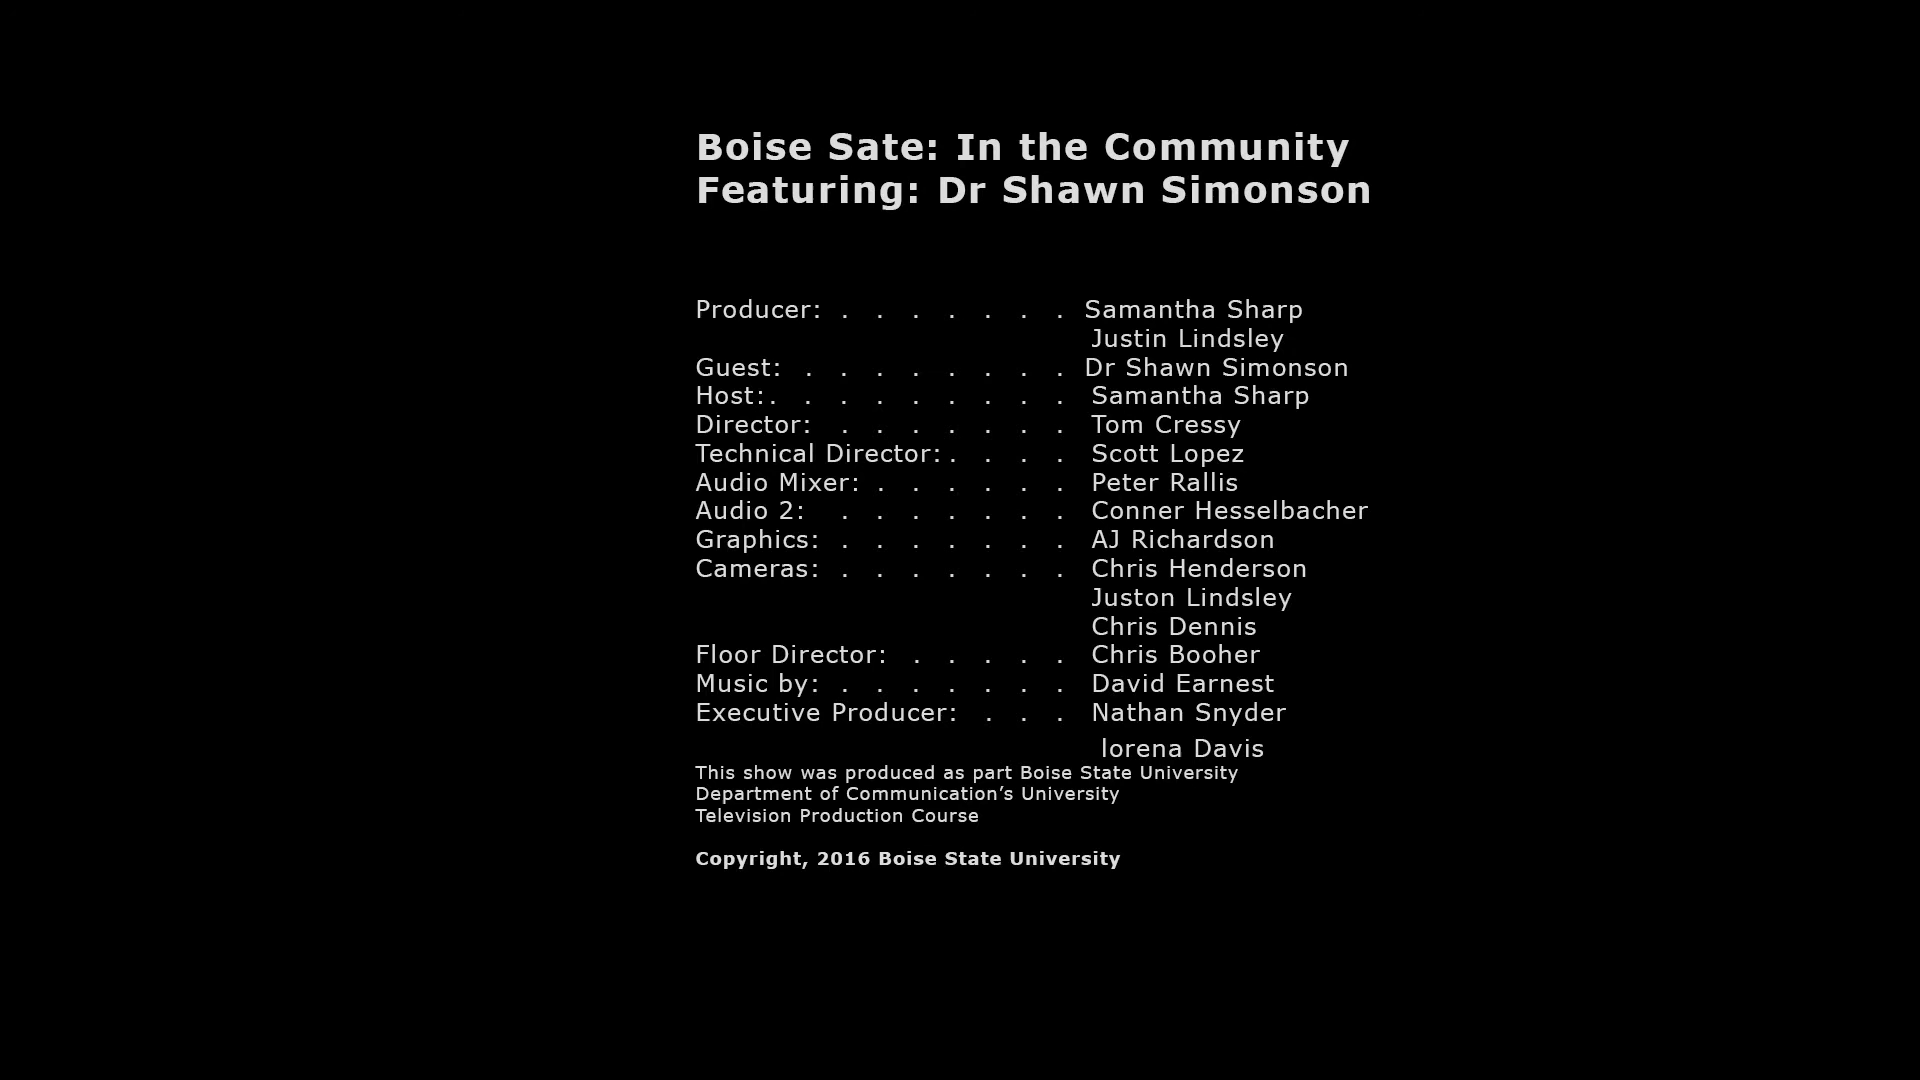 Boise Sate: In the Community
Featuring: Dr Shawn Simonson
Producer: . . . . . . . Samantha Sharp
Justin Lindsley
Guest: . . . . . . . . Dr Shawn Simonson
Host: . . . . . . . . . Samantha Sharp
Director: . . . . . . . Tom Cressy
Technical Director: . . . . Scott Lopez
Audio Mixer: . . . . . . Peter Rallis
Audio 2: . . . . . . . Conner Hesselbacher
Graphics: . . . . . . . AJ Richardson
Cameras: . . . . . . . Chris Henderson
Juston Lindsley
Chris Dennis
Floor Director: . . . . . Chris Booher
Music by: . . . . . . . David Earnest
Executive Producer: . . . Nathan Snyder
lorena Davis
This show was produced as part Boise State University
Department of Communication’s University
Television Production Course
Copyright, 2016 Boise State University